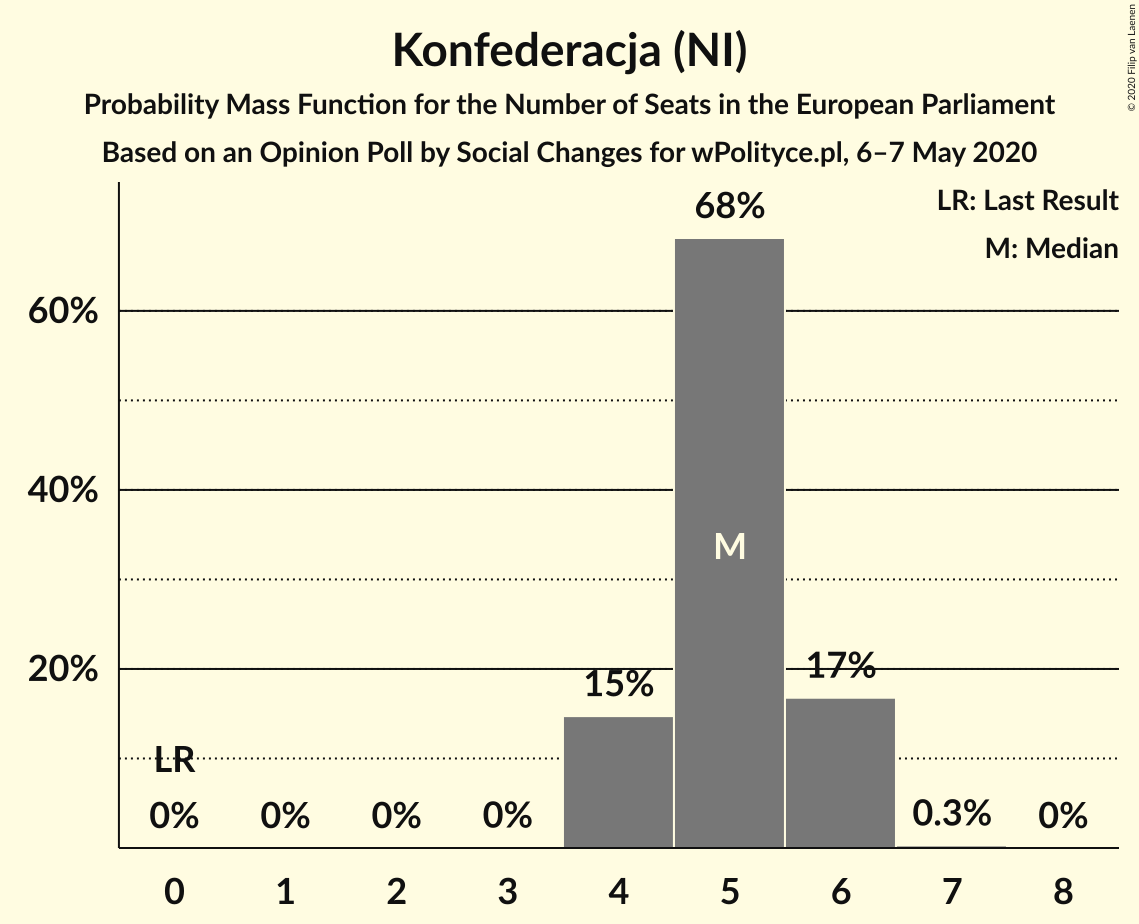 Konfederacja (NI)
Probability Mass Function for the Number of Seats in the European Parliament
Based on an Opinion Poll by Social Changes for wPolityce.pl, 6–7 May 2020
© 2020 Filip van Laenen
LR: Last Result
M: Median
60%
40%
20%
LR
0%
0%
0%
0%
15%
68%
M
17%
0.3%
0%
0 1 2 3 4 5 6 7 8